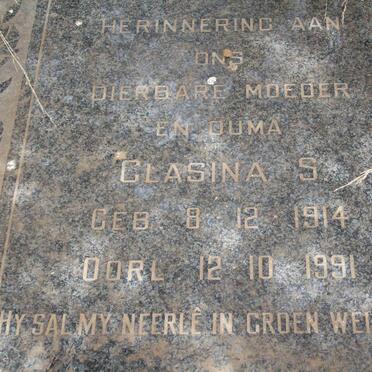 HERINNERING AAN
ONS
DIERBARE MOEDER
EN OUMA
CLASINA S
GEB 8 · 12 · 1914
OORL 12 · 10 · 1991
HY SAL MY NEERLÊ IN GROEN WEI